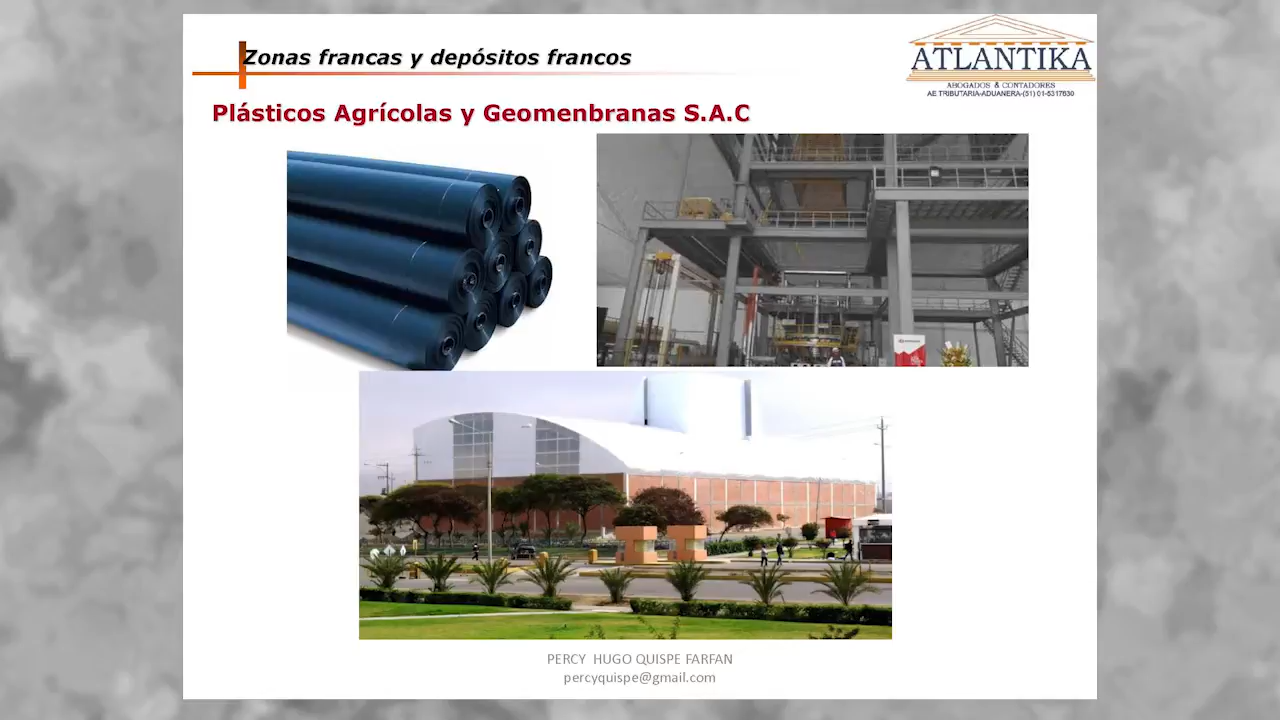 Zonas francas y depósitos francos
ATLANTIKA
ABOGADOS & CONTADORES
AE TRIBUTARIA-ADUANERA-(51) 01-5317630
Plásticos Agrícolas y Geomenbranas S.A.C
PERCY HUGO QUISPE FARFAN
percyquispe@gmail.com